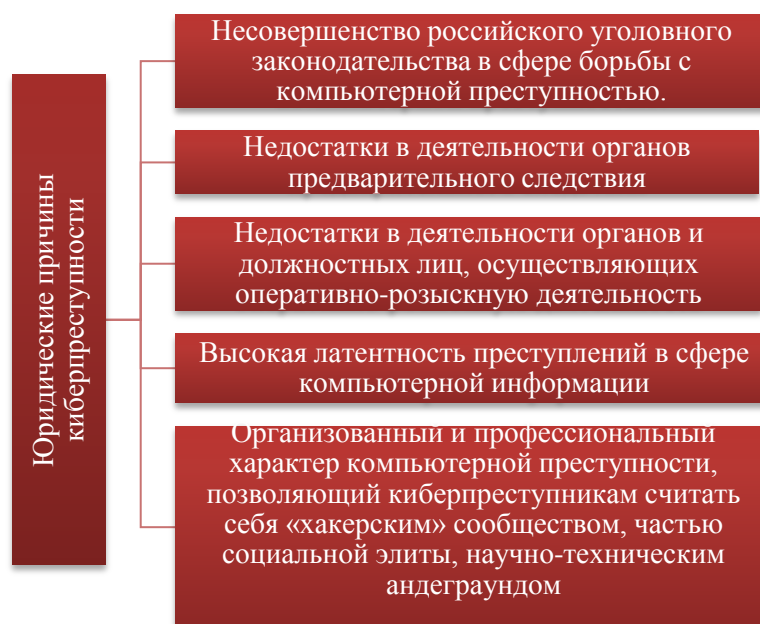 Юридические причины
киберпреступности
Несовершенство российского уголовного
законодательства в сфере борьбы с
компьютерной преступностью.
Недостатки в деятельности органов
предварительного следствия
Недостатки в деятельности органов и
должностных лиц, осуществляющих
оперативно-розыскную деятельность
Высокая латентность преступлений в сфере
компьютерной информации
Организованный и профессиональный
характер компьютерной преступности,
позволяющий киберпреступникам считать
себя «хакерским» сообществом, частью
социальной элиты, научно-техническим
андеграундом